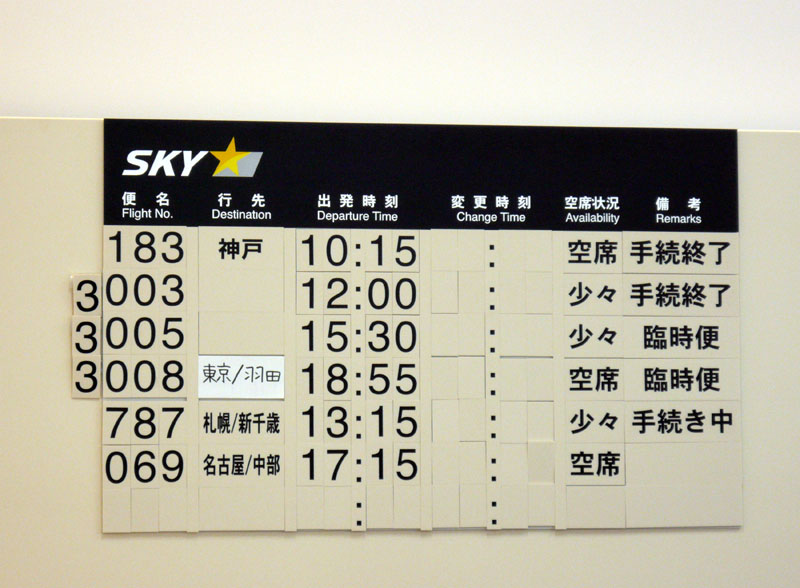 SKY
便名 行先 出発時刻 変更時刻 空席状況 備考
Flight No. Destination Departure Time Change Time Availability Remarks
183 神戸 10:15 : 空席 手続終了
3003 12:00 : 少々 手続終了
3005 15:30 : 少々 臨時便
3008 東京/羽田 18:55 : 空席 臨時便
787 札幌/新千歳 13:15 : 少々 手続き中
069 名古屋/中部 17:15 : 空席
: :